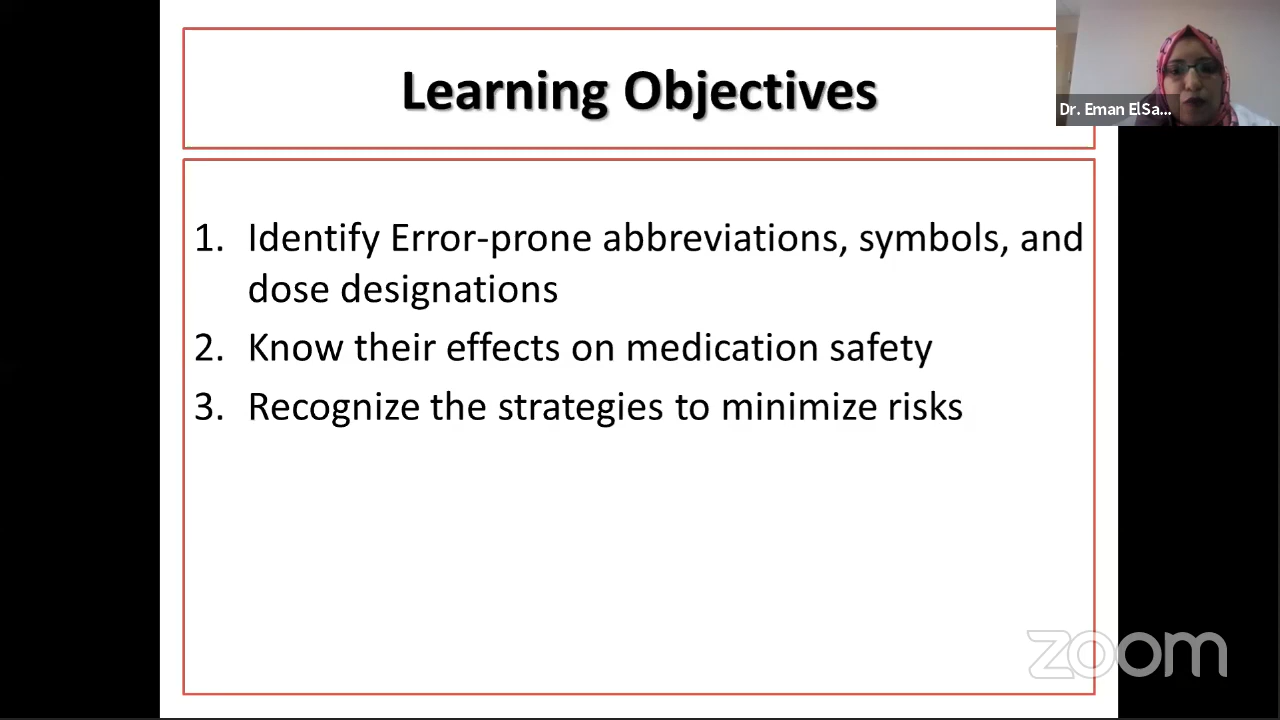 Learning Objectives
Dr. Eman ElSa...
1. Identify Error-prone abbreviations, symbols, and
dose designations
2. Know their effects on medication safety
3. Recognize the strategies to minimize risks
zoom